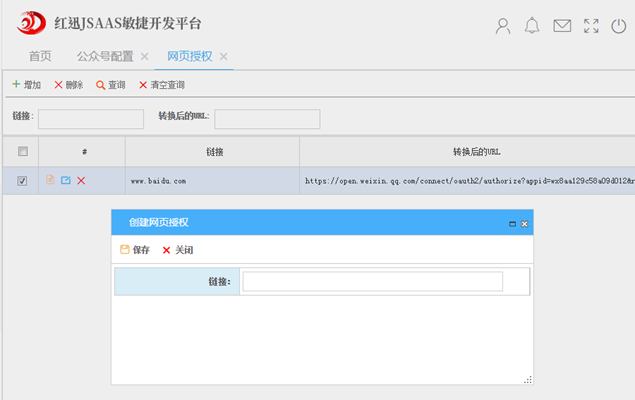 红迅JSAAS敏捷开发平台
首页 公众号配置 网页授权
增加 删除 查询 清空查询
链接: 转换后的URL:
# 链接 转换后的URL
www.baidu.com https://open.weixin.qq.com/connect/oauth2/authorize?appid=wx8aa129c58a09d012&r
创建网页授权
保存 关闭
链接: